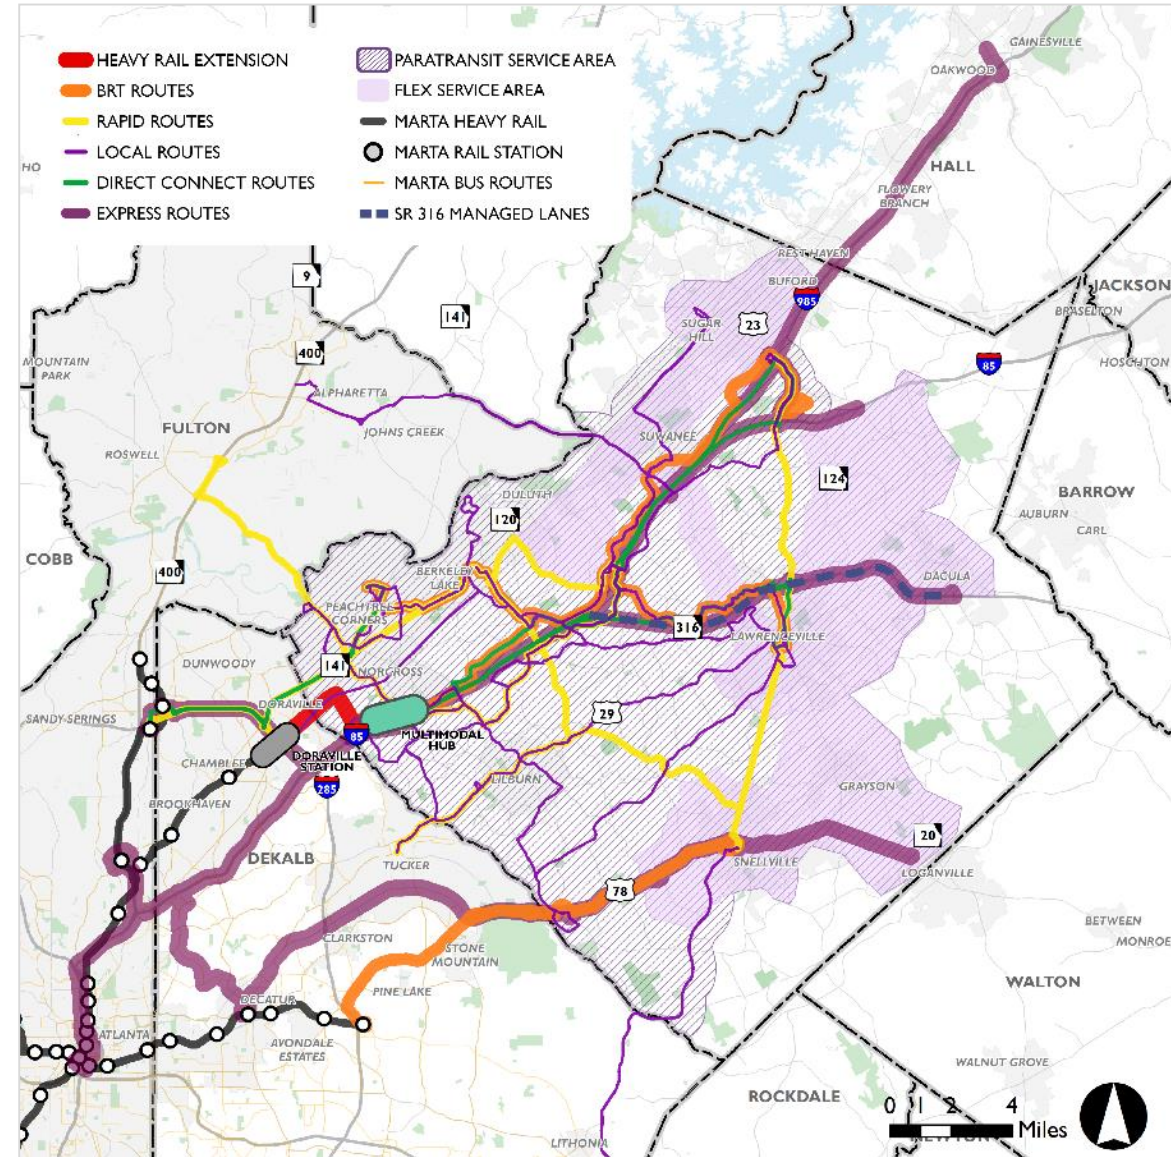 HEAVY RAIL EXTENSION
BRT ROUTES
RAPID ROUTES
LOCAL ROUTES
DIRECT CONNECT ROUTES
EXPRESS ROUTES
PARATRANSIT SERVICE AREA
FLEX SERVICE AREA
MARTA HEAVY RAIL
MARTA RAIL STATION
MARTA BUS ROUTES
SR 316 MANAGED LANES
GAINESVILLE
OAKWOOD
HO
HALL
FLOWERY
BRANCH
REST HAVEN
BUFORD
9
985
JACKSON
BRASELTON
141
SUGAR
HILL
23
400
MOUNTAIN
PARK
85
HOSCHTON
ALPHARETTA
FULTON
JOHNS CREEK
SUWANEE
ROSWELL
124
BARROW
DULUTH
120
AUBURN
CARL
COBB
400
BERKELEY
LAKE
DACULA
PEACHTREE
CORNERS
316
LAWRENCEVILLE
DUNWOODY
141
NORCROSS
SANDY SPRINGS
DORAVILLE
29
85
MULTIMODAL
HUB
CHAMBLEE
DORAVILLE
STATION
LILBURN
285
GRAYSON
BROOKHAVEN
20
DEKALB
TUCKER
SNELLVILLE
LOGANVILLE
78
BETWEEN
CLARKSTON
STONE
MOUNTAIN
MONROE
PINE LAKE
WALTON
DECATUR
ATLANTA
AVONDALE
ESTATES
WALNUT GROVE
ROCKDALE
0 1 2 4
Miles
NEWTON
LITHONIA